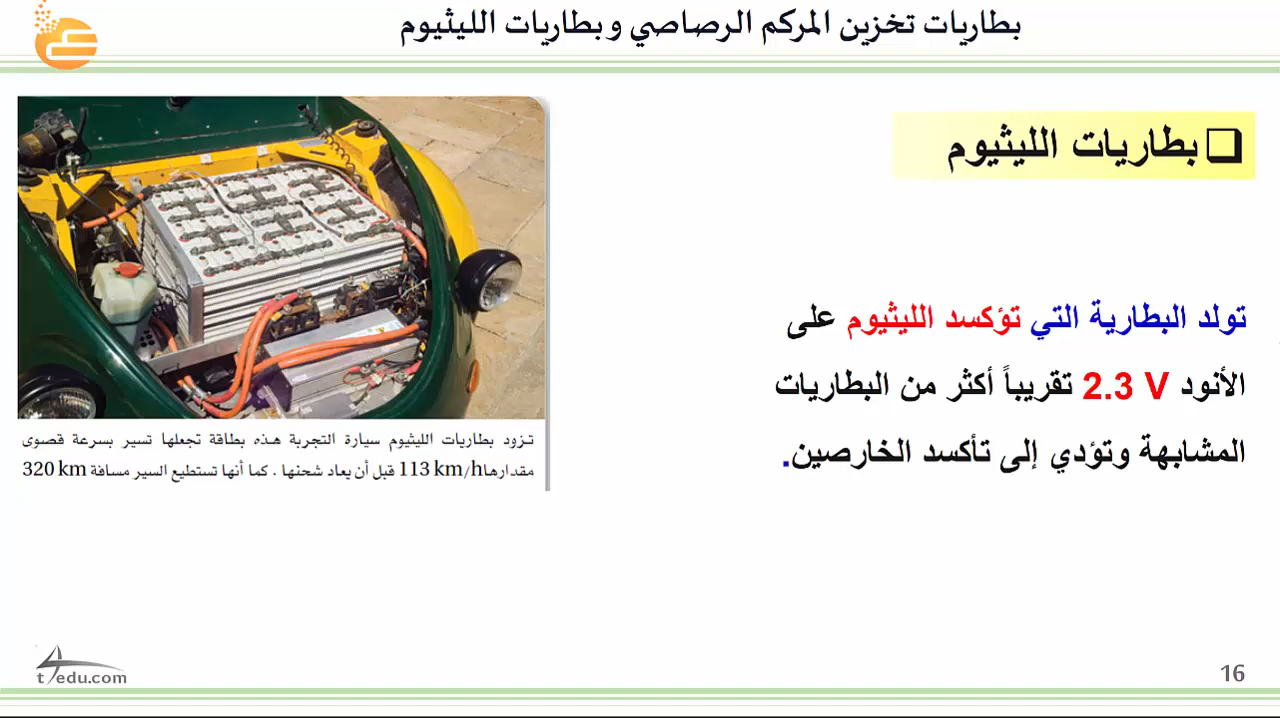 بطاريات تخزين المركم الرصاصي وبطاريات الليثيوم
بطاريات الليثيوم
تولد البطارية التي تؤكسد الليثيوم على
الأنود 2.3 V تقريباً أكثر من البطاريات
المشابهة وتؤدي إلى تأكسد الخارصين.
تزود بطاريات الليثيوم سيارة التجربة هذه بطاقة تجعلها تسير بسرعة قصوى
مقدارها 113 km/h قبل أن يعاد شحنها . كما أنها تستطيع السير مسافة 320 km
t4edu.com
16